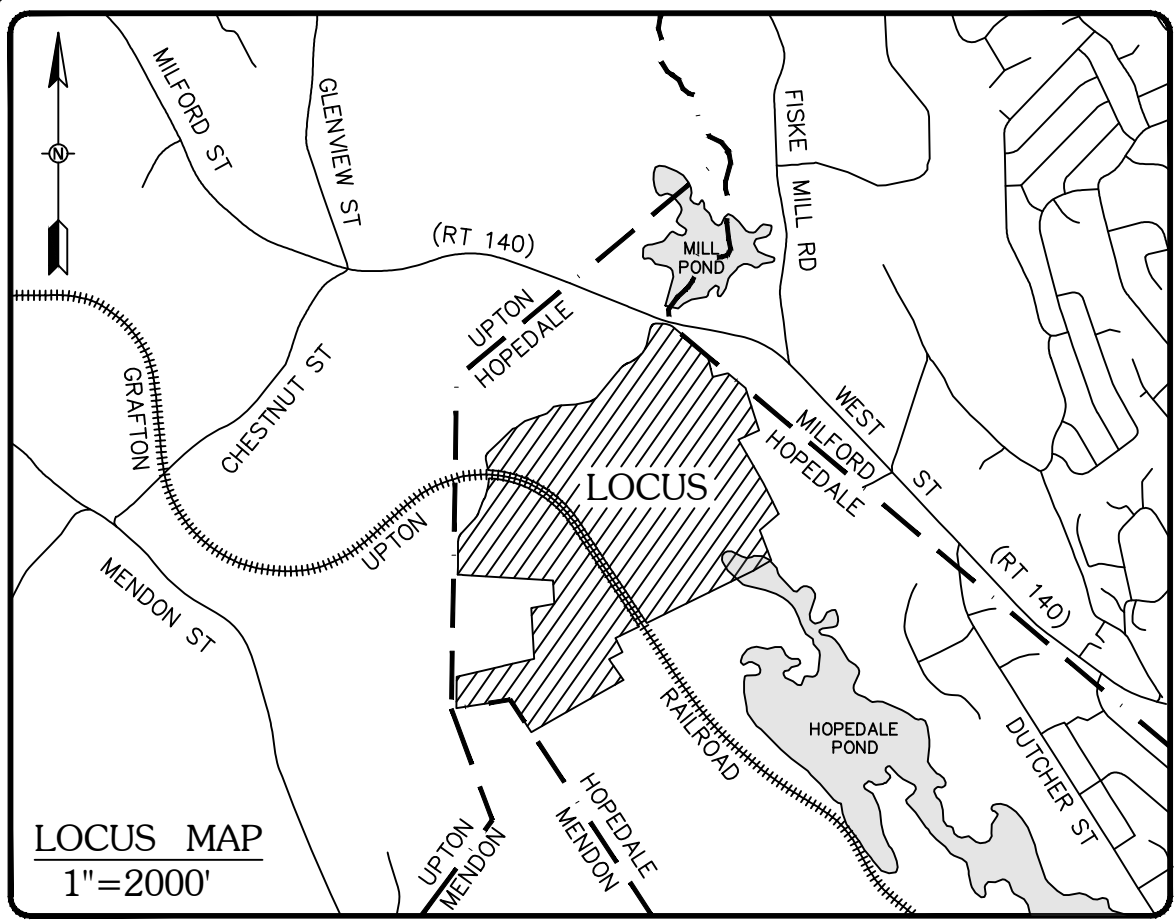 MILFORD ST
GLENVIEW ST
FISKE MILL RD
N
(RT 140)
MILL
POND
UPTON
HOPEDALE
GRAFTON
CHESTNUT ST
WEST ST
MILFORD
HOPEDALE
LOCUS
UPTON
(RT 140)
MENDON ST
RAILROAD
HOPEDALE
POND
DUTCHER ST
HOPEDALE
MENDON
UPTON
MENDON
LOCUS MAP
1"=2000'